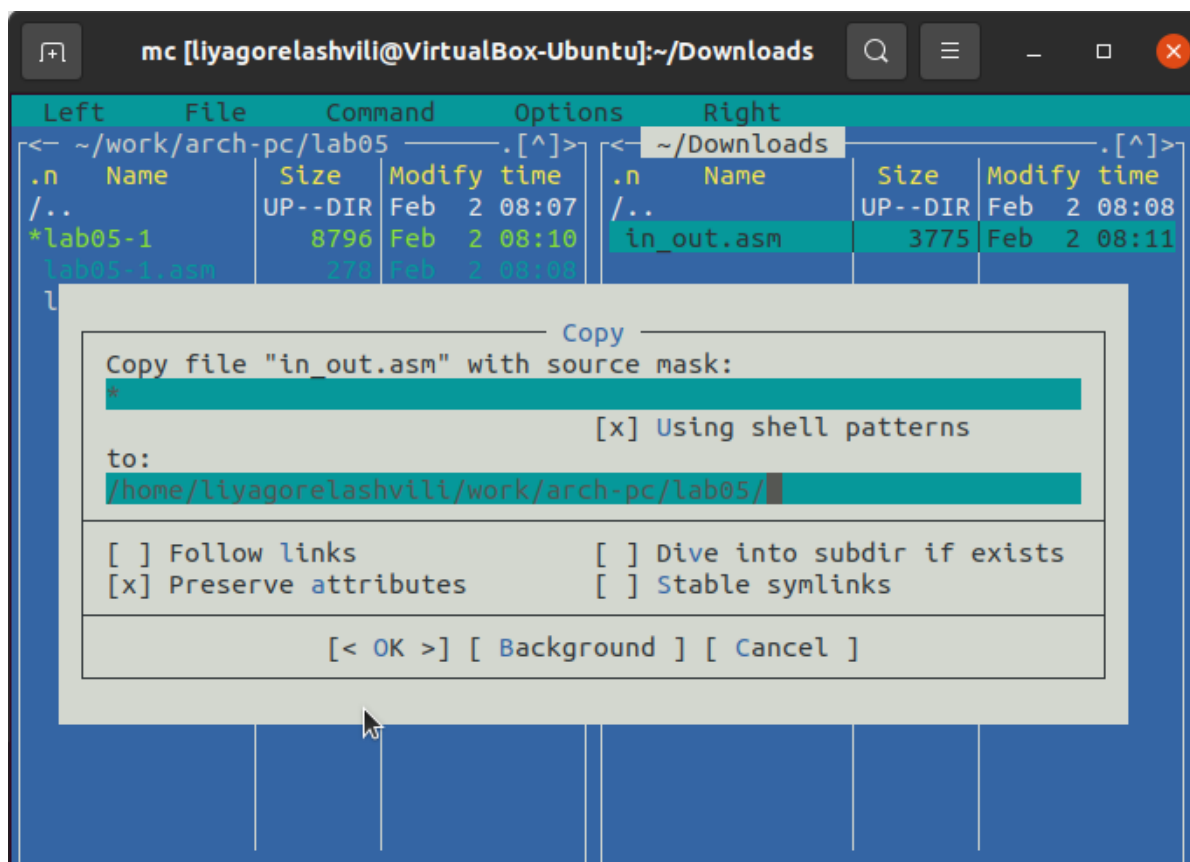 mc [liyagorelashvili@VirtualBox-Ubuntu]:~/Downloads
Left File Command Options Right
<− ~/work/arch-pc/lab05 .[^]> <− ~/Downloads .[^]>
.n Name Size Modify time .n Name Size Modify time
/.. UP--DIR Feb 2 08:07 /.. UP--DIR Feb 2 08:08
*lab05-1 8796 Feb 2 08:10 in_out.asm 3775 Feb 2 08:11
lab05-1.asm 278 Feb 2 08:08
Copy
Copy file "in_out.asm" with source mask:
*
[x] Using shell patterns
to:
/home/liyagorelashvili/work/arch-pc/lab05/
[ ] Follow links [ ] Dive into subdir if exists
[x] Preserve attributes [ ] Stable symlinks
[< OK >] [ Background ] [ Cancel ]